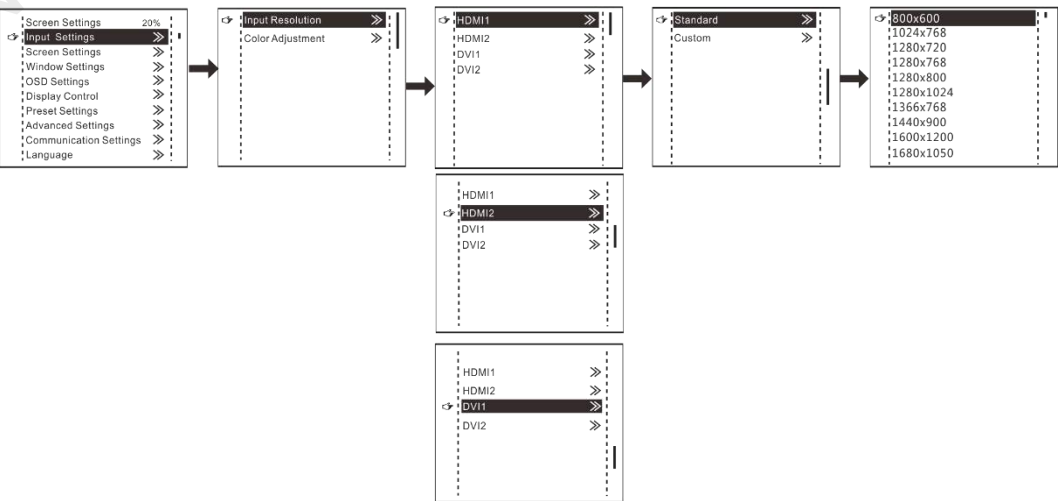 Screen Settings 20%
Input Settings
Screen Settings
Window Settings
OSD Settings
Display Control
Preset Settings
Advanced Settings
Communication Settings
Language
Input Resolution
Color Adjustment
HDMI1
HDMI2
DVI1
DVI2
Standard
Custom
800x600
1024x768
1280x720
1280x768
1280x800
1280x1024
1366x768
1440x900
1600x1200
1680x1050
HDMI1
HDMI2
DVI1
DVI2
HDMI1
HDMI2
DVI1
DVI2